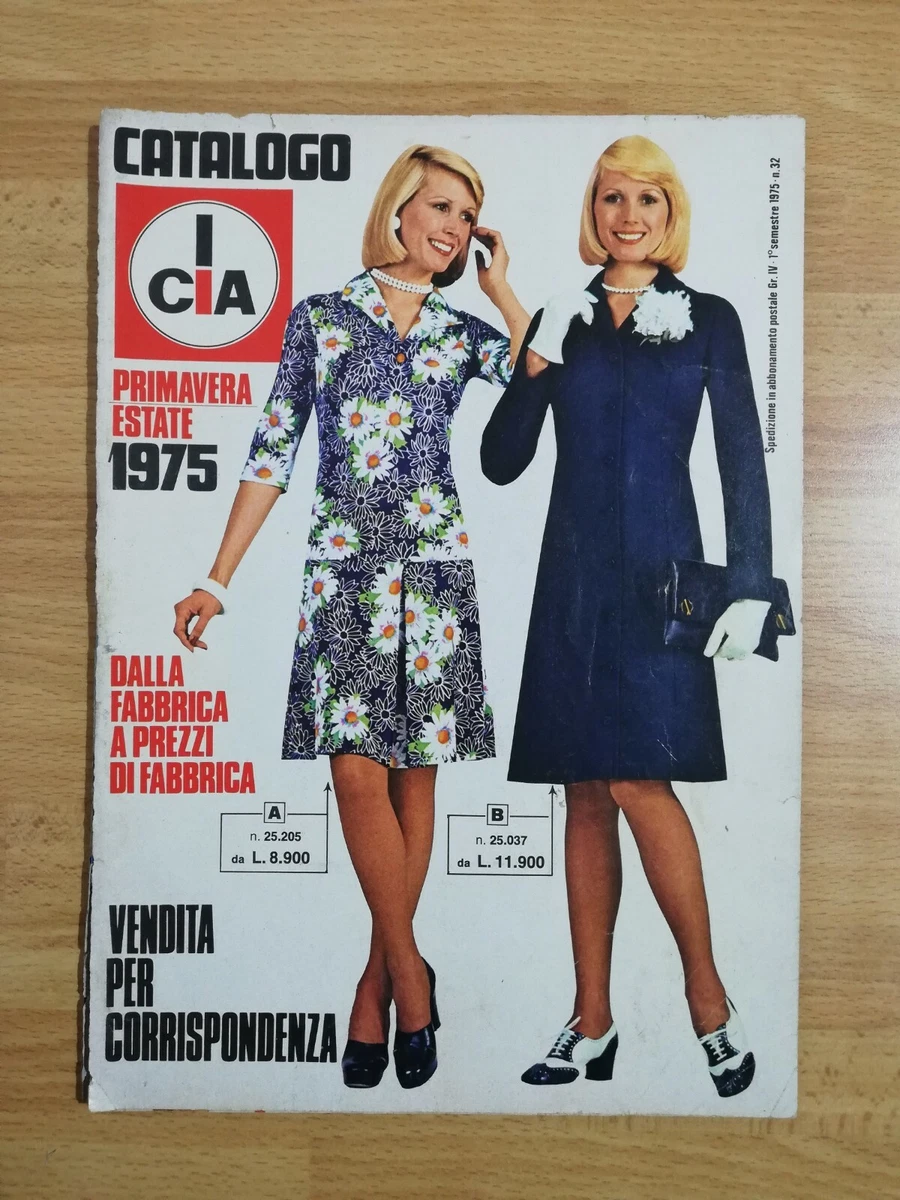 CATALOGO
I
CIA
PRIMAVERA
ESTATE
1975
DALLA
FABBRICA
A PREZZI
DI FABBRICA
VENDITA
PER
CORRISPONDENZA
A
n. 25.205
da L. 8.900
B
n. 25.037
da L. 11.900
Spedizione in abbonamento postale Gr. IV - 1° semestre 1975 - n. 32